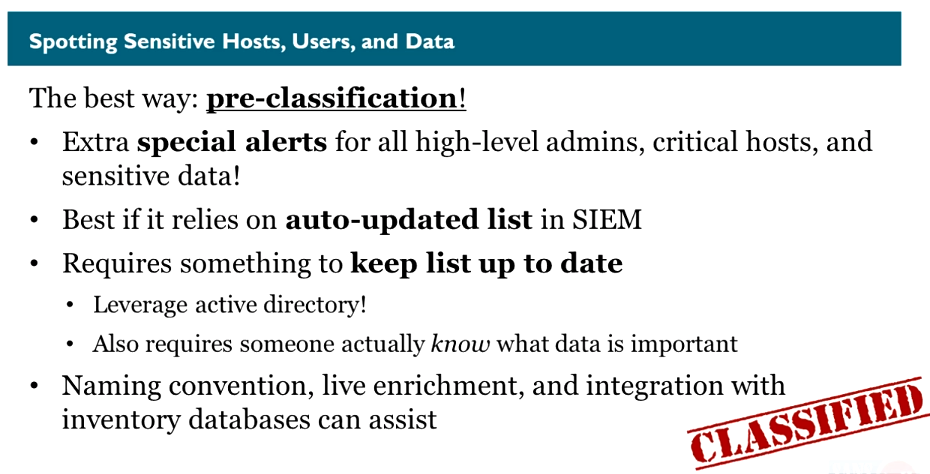 Spotting Sensitive Hosts, Users, and Data
The best way: pre-classification!
• Extra special alerts for all high-level admins, critical hosts, and
sensitive data!
• Best if it relies on auto-updated list in SIEM
• Requires something to keep list up to date
• Leverage active directory!
• Also requires someone actually know what data is important
• Naming convention, live enrichment, and integration with
inventory databases can assist
CLASSIFIED